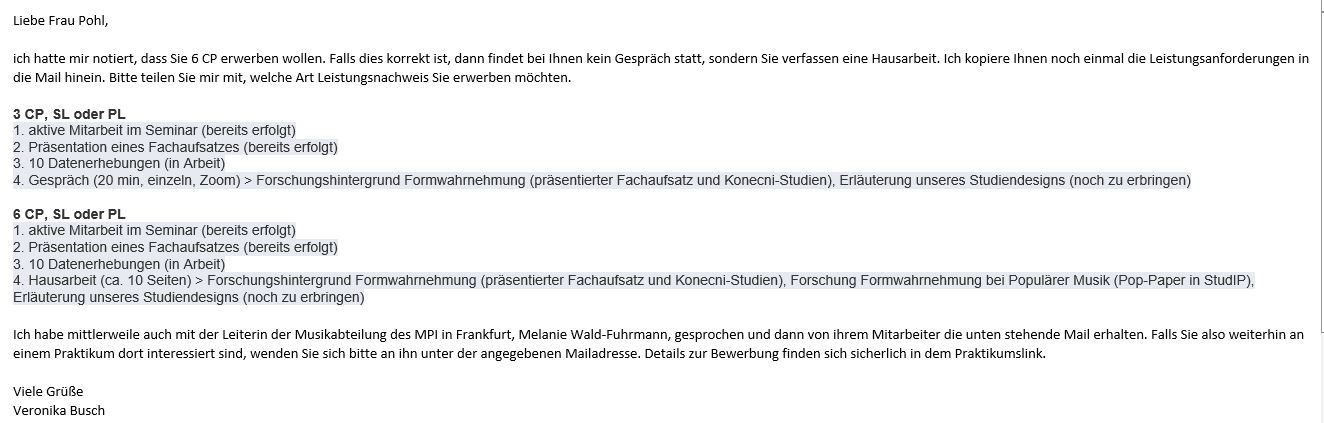 Liebe Frau Pohl,
ich hatte mir notiert, dass Sie 6 CP erwerben wollen. Falls dies korrekt ist, dann findet bei Ihnen kein Gespräch statt, sondern Sie verfassen eine Hausarbeit. Ich kopiere Ihnen noch einmal die Leistungsanforderungen in
die Mail hinein. Bitte teilen Sie mir mit, welche Art Leistungsnachweis Sie erwerben möchten.
3 CP, SL oder PL
1. aktive Mitarbeit im Seminar (bereits erfolgt)
2. Präsentation eines Fachaufsatzes (bereits erfolgt)
3. 10 Datenerhebungen (in Arbeit)
4. Gespräch (20 min, einzeln, Zoom) > Forschungshintergrund Formwahrnehmung (präsentierter Fachaufsatz und Konecni-Studien), Erläuterung unseres Studiendesigns (noch zu erbringen)
6 CP, SL oder PL
1. aktive Mitarbeit im Seminar (bereits erfolgt)
2. Präsentation eines Fachaufsatzes (bereits erfolgt)
3. 10 Datenerhebungen (in Arbeit)
4. Hausarbeit (ca. 10 Seiten) > Forschungshintergrund Formwahrnehmung (präsentierter Fachaufsatz und Konecni-Studien), Forschung Formwahrnehmung bei Populärer Musik (Pop-Paper in StudIP),
Erläuterung unseres Studiendesigns (noch zu erbringen)
Ich habe mittlerweile auch mit der Leiterin der Musikabteilung des MPI in Frankfurt, Melanie Wald-Fuhrmann, gesprochen und dann von ihrem Mitarbeiter die unten stehende Mail erhalten. Falls Sie also weiterhin an
einem Praktikum dort interessiert sind, wenden Sie sich bitte an ihn unter der angegebenen Mailadresse. Details zur Bewerbung finden sich sicherlich in dem Praktikumslink.
Viele Grüße
Veronika Busch